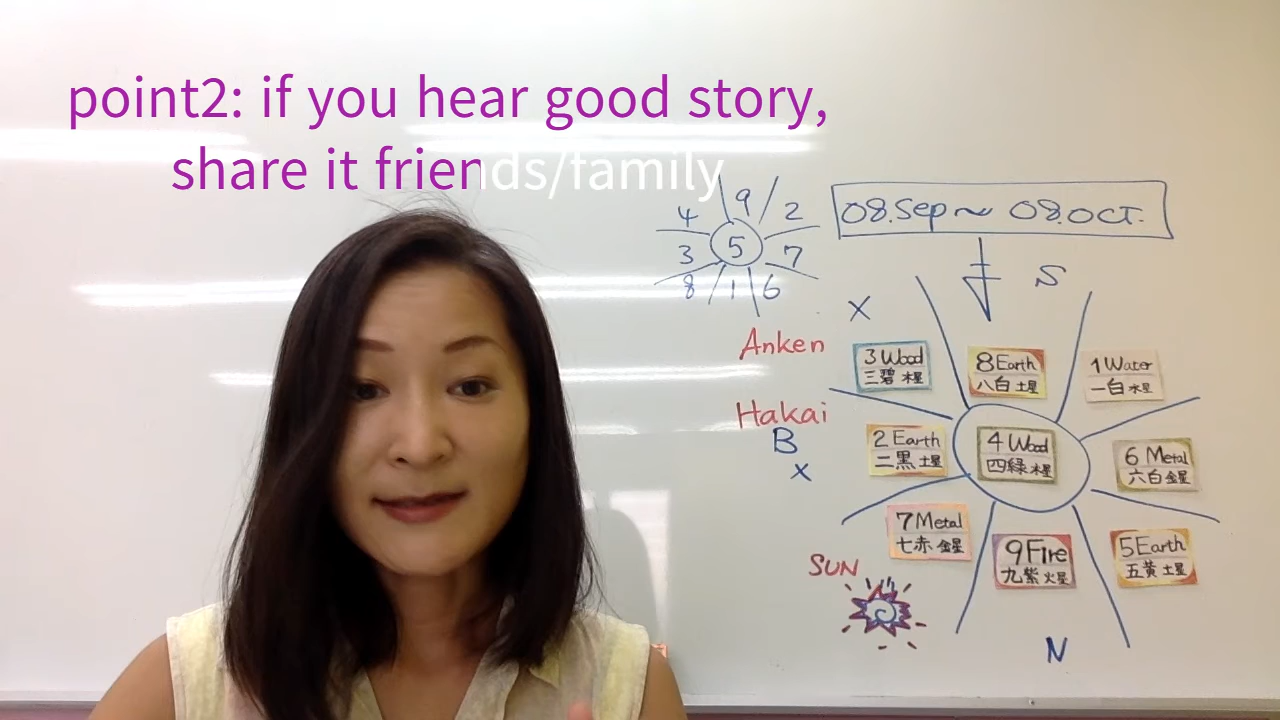 point2: if you hear good story,
share it friends/family
4 9 2
3 5 7
8 1 6
08.Sep~ 08.Oct.
S
X
Anken
3 Wood
三碧 木星
8 Earth
八白 土星
1 Water
一白 水星
Hakai
B
X
2 Earth
二黒 土星
4 Wood
四緑 木星
6 Metal
六白 金星
7 Metal
七赤 金星
9 Fire
九紫 火星
5 Earth
五黄 土星
SUN
N